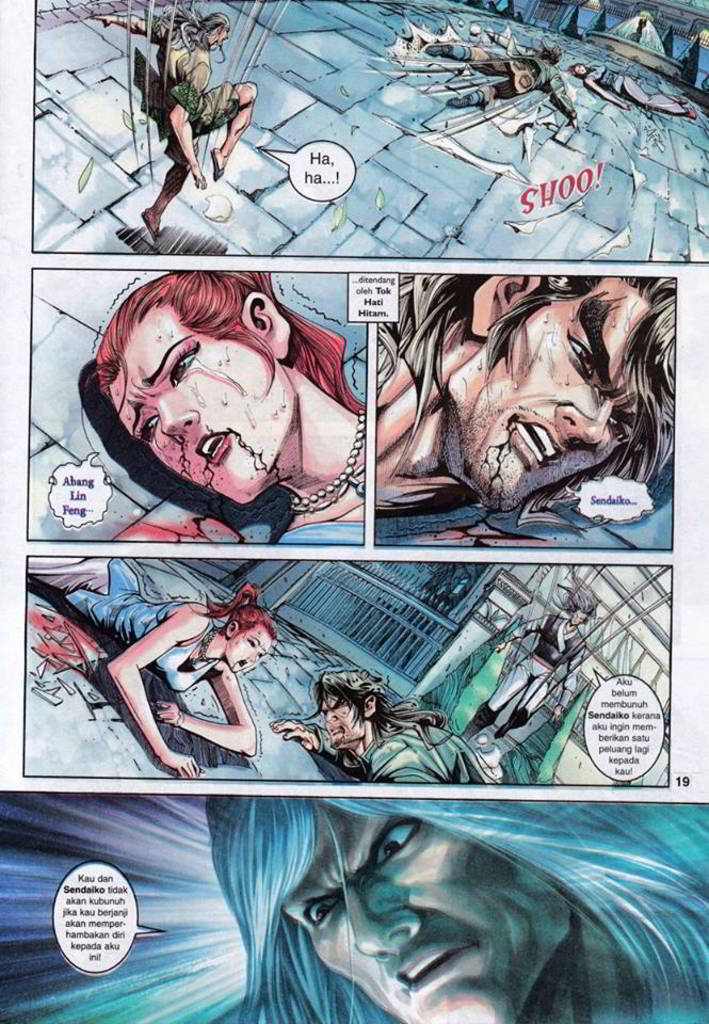 Ha,
ha...!
SHOO!
...ditendang
oleh Tok
Hati
Hitam.
Abang
Lin
Feng...
Sendaiko...
Aku
belum
membunuh
Sendaiko kerana
aku ingin mem-
berikan satu
peluang lagi
kepada
kau!
19
Kau dan
Sendaiko tidak
akan kubunuh
jika kau berjanji
akan memper-
hambakan diri
kepada aku
ini!